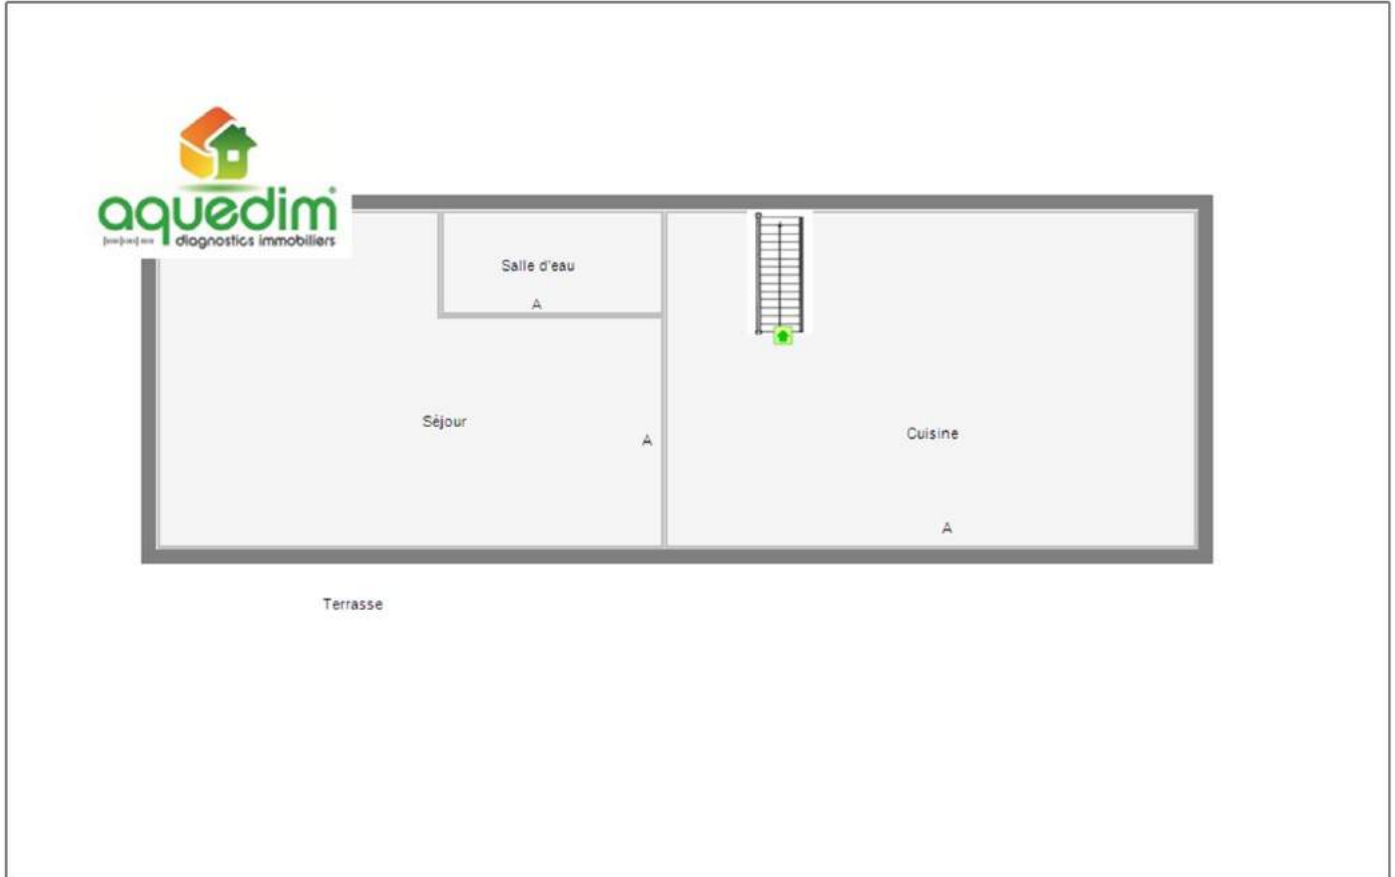 aquedim®
diagnostics immobiliers
Salle d'eau
A
Séjour
A
Cuisine
A
Terrasse